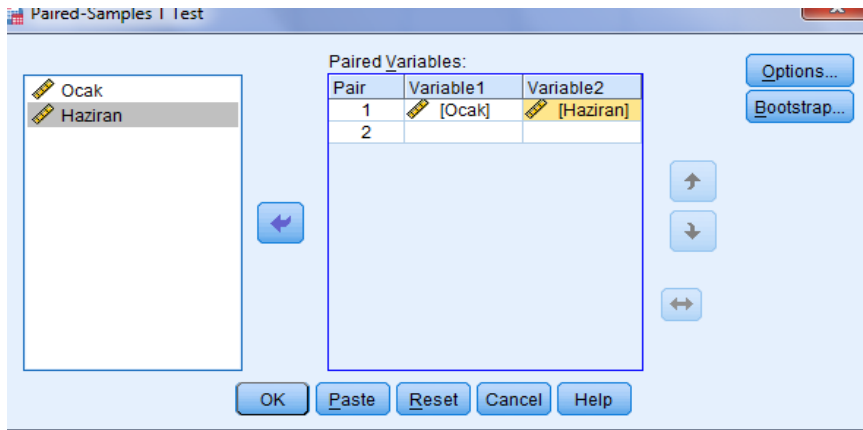 Paired-Samples T Test
Paired Variables:
Options...
Ocak
Pair Variable1 Variable2
Haziran
1 [Ocak] [Haziran]
Bootstrap...
2
OK Paste Reset Cancel Help